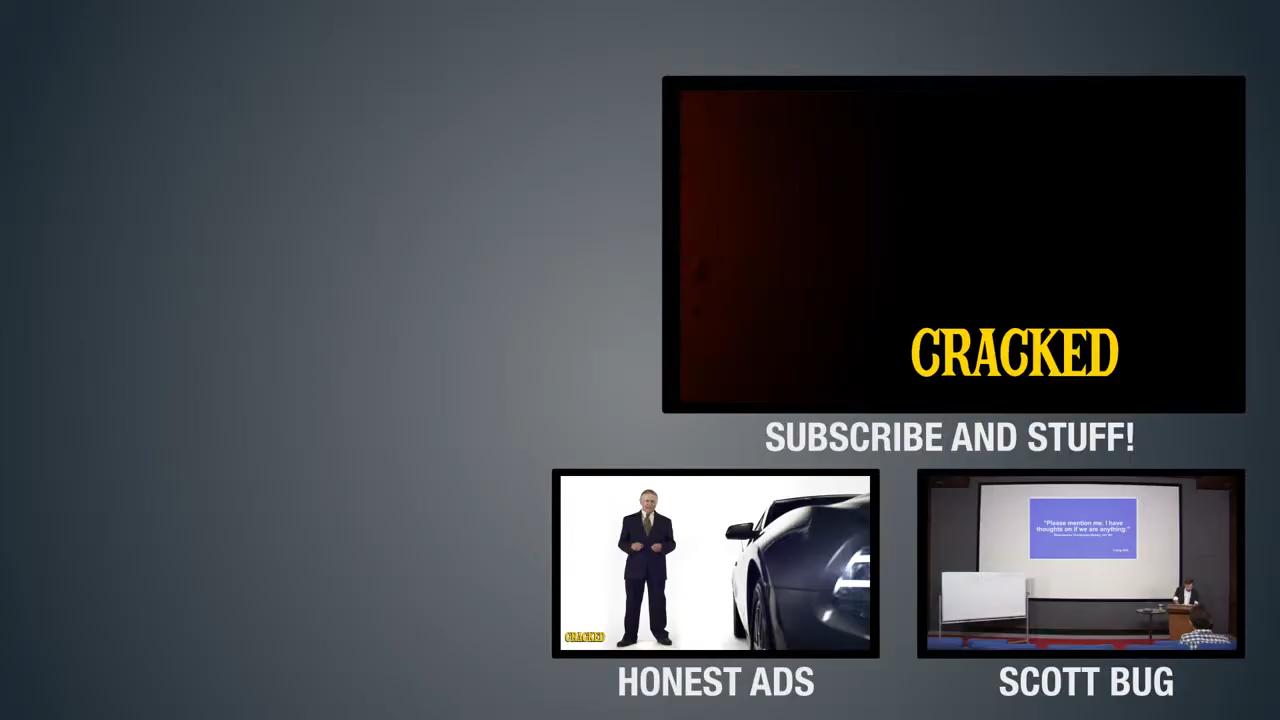 CRACKED
SUBSCRIBE AND STUFF!
CRACKED
"Please mention me. I have
thoughts on if we are anything."
HONEST ADS
SCOTT BUG